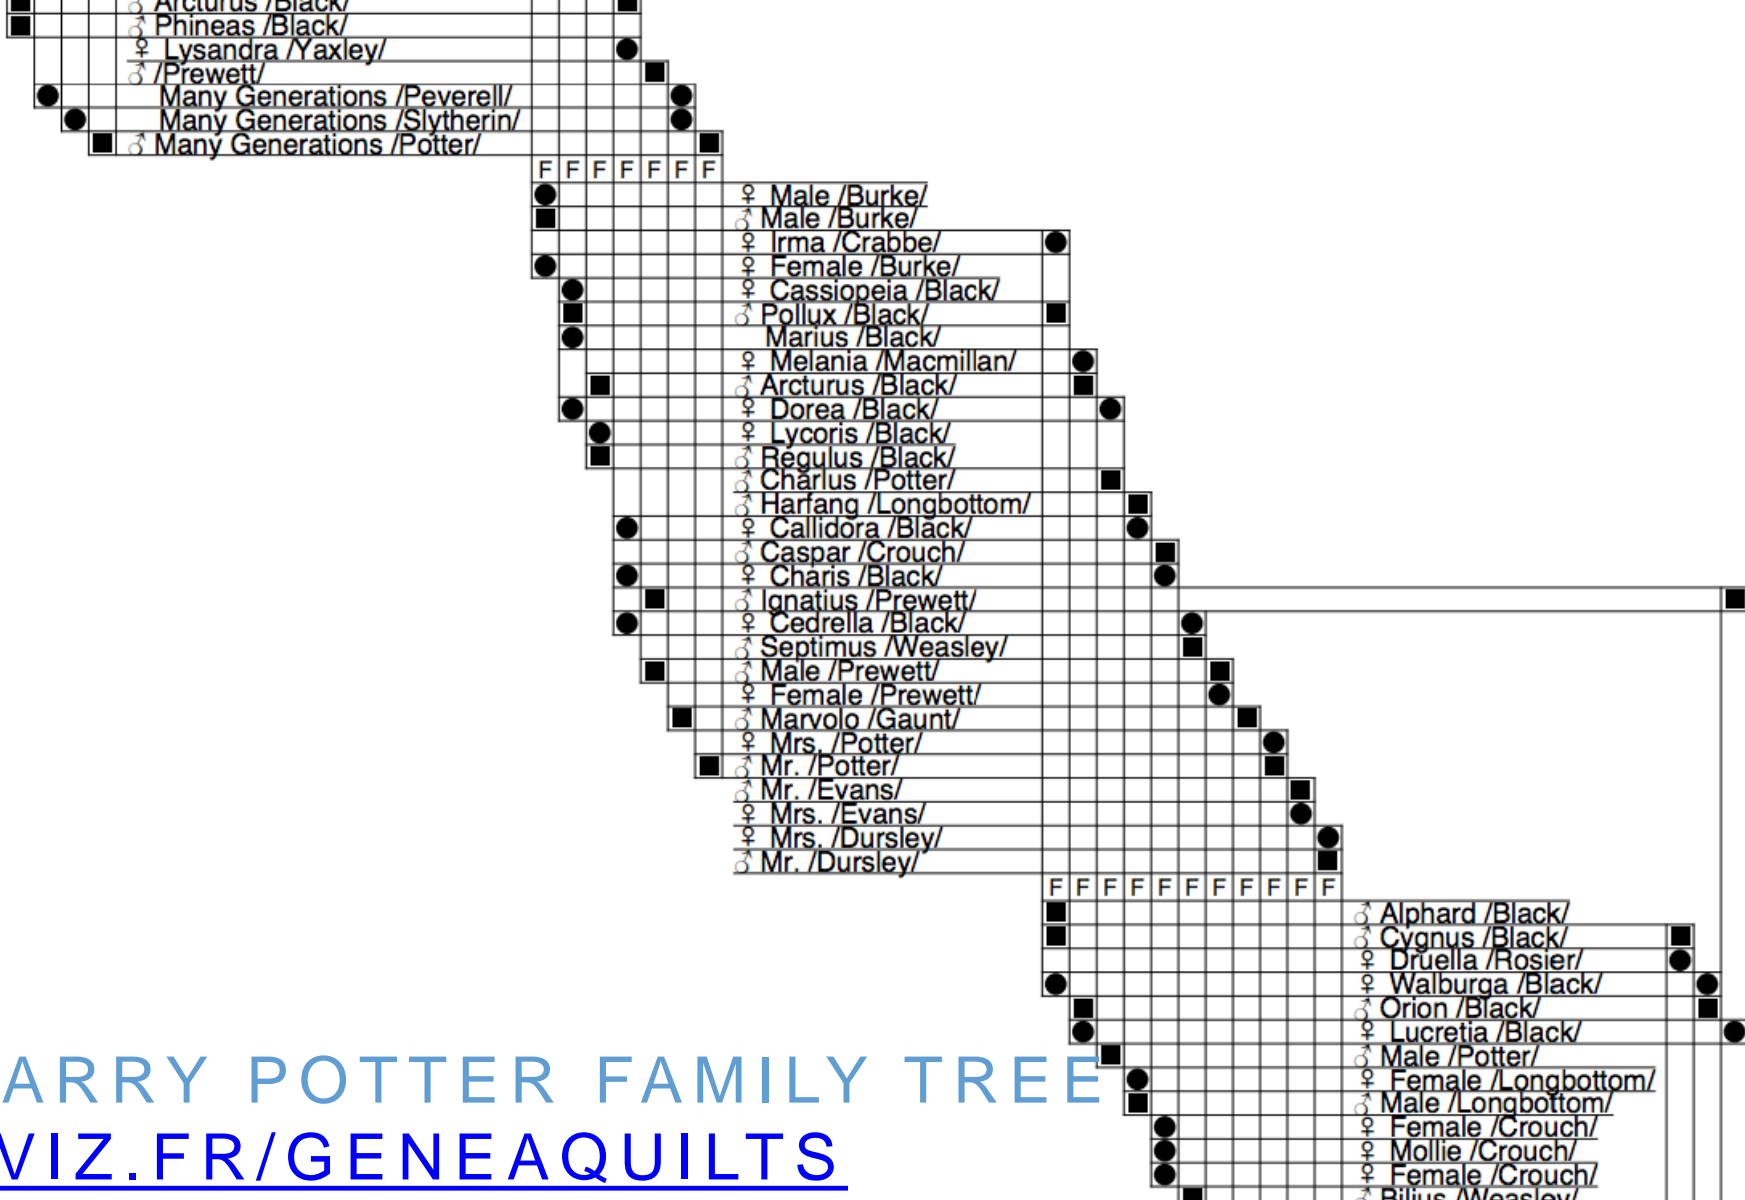 Arcturus /Black/
Phineas /Black/
♀ Lysandra /Yaxley/
♂ /Prewett/
Many Generations /Peverell/
Many Generations /Slytherin/
♂ Many Generations /Potter/
F F F F F F F
♀ Male /Burke/
♂ Male /Burke/
♀ Irma /Crabbe/
♀ Female /Burke/
♀ Cassiopeia /Black/
♂ Pollux /Black/
Marius /Black/
♀ Melania /Macmillan/
♂ Arcturus /Black/
♀ Dorea /Black/
♀ Lycoris /Black/
♂ Regulus /Black/
♂ Charlus /Potter/
♂ Harfang /Longbottom/
♀ Callidora /Black/
♂ Caspar /Crouch/
♀ Charis /Black/
♂ Ignatius /Prewett/
♀ Cedrella /Black/
♂ Septimus /Weasley/
♂ Male /Prewett/
♀ Female /Prewett/
♂ Marvolo /Gaunt/
♀ Mrs. /Potter/
♂ Mr. /Potter/
♂ Mr. /Evans/
♀ Mrs. /Evans/
♀ Mrs. /Dursley/
♂ Mr. /Dursley/
F F F F F F F F F F F
♂ Alphard /Black/
♂ Cygnus /Black/
♀ Druella /Rosier/
♀ Walburga /Black/
♂ Orion /Black/
♀ Lucretia /Black/
♂ Male /Potter/
♀ Female /Longbottom/
♂ Male /Longbottom/
♀ Female /Crouch/
♀ Mollie /Crouch/
♀ Female /Crouch/
♂ Bilius /Weasley/
ARRY POTTER FAMILY TREE
VIZ.FR/GENEAQUILTS